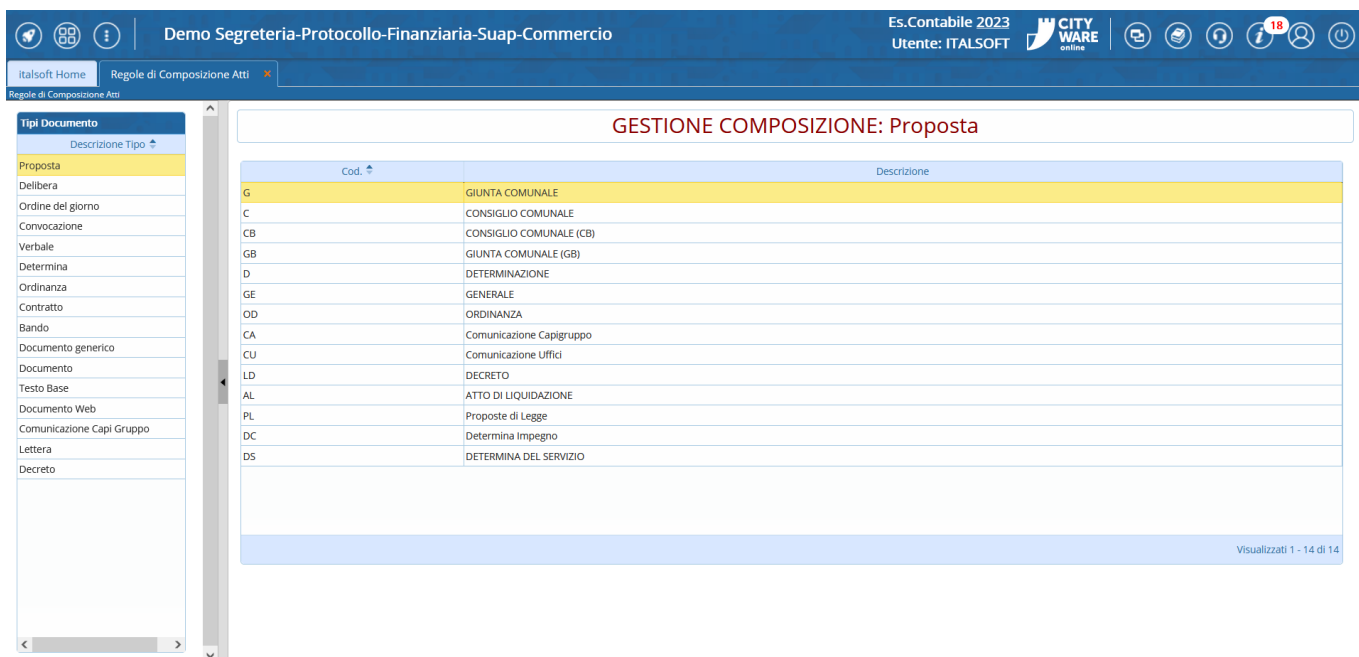 Demo Segreteria-Protocollo-Finanziaria-Suap-Commercio
Es.Contabile 2023
Utente: ITALSOFT
CITY
WARE
online
18
italsoft Home
Regole di Composizione Atti ×
Regole di Composizione Atti
Tipi Documento
Descrizione Tipo
Proposta
Delibera
Ordine del giorno
Convocazione
Verbale
Determina
Ordinanza
Contratto
Bando
Documento generico
Documento
Testo Base
Documento Web
Comunicazione Capi Gruppo
Lettera
Decreto
GESTIONE COMPOSIZIONE: Proposta
Cod. Descrizione
G GIUNTA COMUNALE
C CONSIGLIO COMUNALE
CB CONSIGLIO COMUNALE (CB)
GB GIUNTA COMUNALE (GB)
D DETERMINAZIONE
GE GENERALE
OD ORDINANZA
CA Comunicazione Capigruppo
CU Comunicazione Uffici
LD DECRETO
AL ATTO DI LIQUIDAZIONE
PL Proposte di Legge
DC Determina Impegno
DS DETERMINA DEL SERVIZIO
Visualizzati 1 - 14 di 14